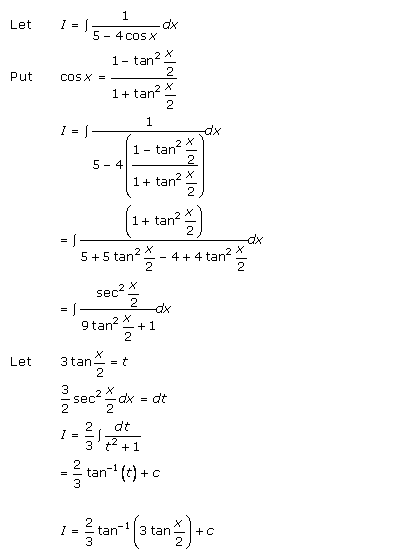 Let I = ∫ 1/(5 − 4 cos x) dx
Put cos x = (1 − tan² x/2)/(1 + tan² x/2)
I = ∫ 1/(5 − 4((1 − tan² x/2)/(1 + tan² x/2))) dx
= ∫ (1 + tan² x/2)/(5 + 5 tan² x/2 − 4 + 4 tan² x/2) dx
= ∫ (sec² x/2)/(9 tan² x/2 + 1) dx
Let 3 tan x/2 = t
3/2 sec² x/2 dx = dt
I = 2/3 ∫ dt/(t² + 1)
= 2/3 tan⁻¹(t) + c
I = 2/3 tan⁻¹(3 tan x/2) + c